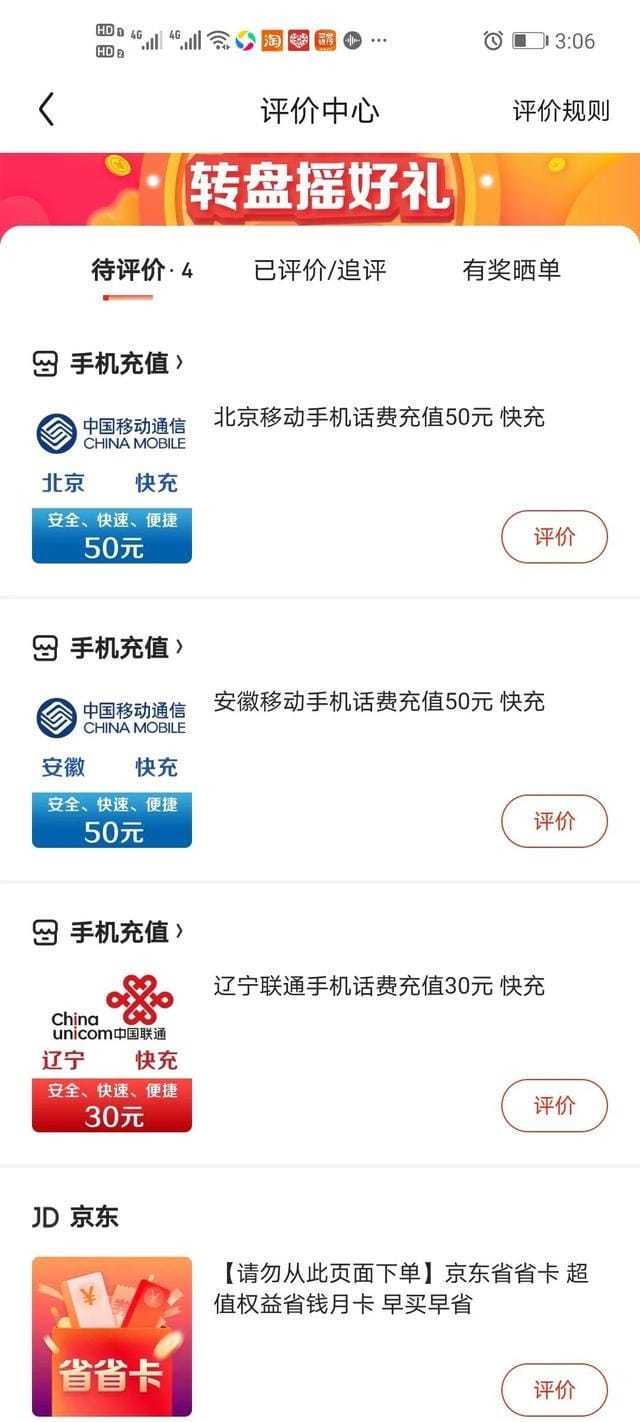 HD 1 4G 4G 淘 ... 3:06
HD 2
评价中心 评价规则
转盘摇好礼
待评价·4 已评价/追评 有奖晒单
手机充值›
中国移动通信
CHINA MOBILE
北京 快充
安全、快速、便捷
50元
北京移动手机话费充值50元 快充
评价
手机充值›
中国移动通信
CHINA MOBILE
安徽 快充
安全、快速、便捷
50元
安徽移动手机话费充值50元 快充
评价
手机充值›
China
unicom中国联通
辽宁 快充
安全、快速、便捷
30元
辽宁联通手机话费充值30元 快充
评价
JD 京东
¥
省省卡
【请勿从此页面下单】京东省省卡 超
值权益省钱月卡 早买早省
评价